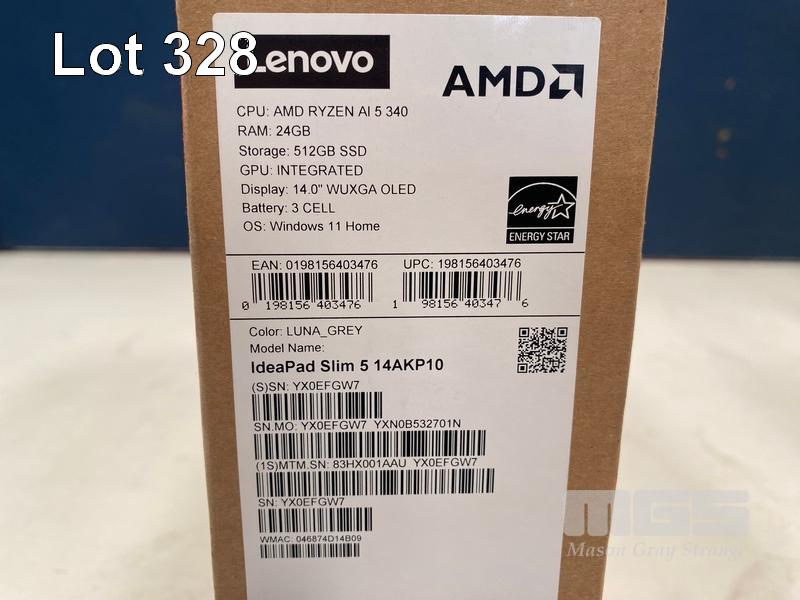 Lot 328
Lenovo
AMD
CPU: AMD RYZEN AI 5 340
RAM: 24GB
Storage: 512GB SSD
GPU: INTEGRATED
Display: 14.0" WUXGA OLED
Battery: 3 CELL
OS: Windows 11 Home
energy
ENERGY STAR
EAN: 0198156403476 UPC: 198156403476
0 198156 403476 1 98156 40347 6
Color: LUNA_GREY
Model Name:
IdeaPad Slim 5 14AKP10
(S)SN: YX0EFGW7
SN.MO: YX0EFGW7 YXN0B532701N
(1S)MTM.SN: 83HX001AAU YX0EFGW7
SN: YX0EFGW7
WMAC: 046874D14B09
MGS
Mason Gray Strange